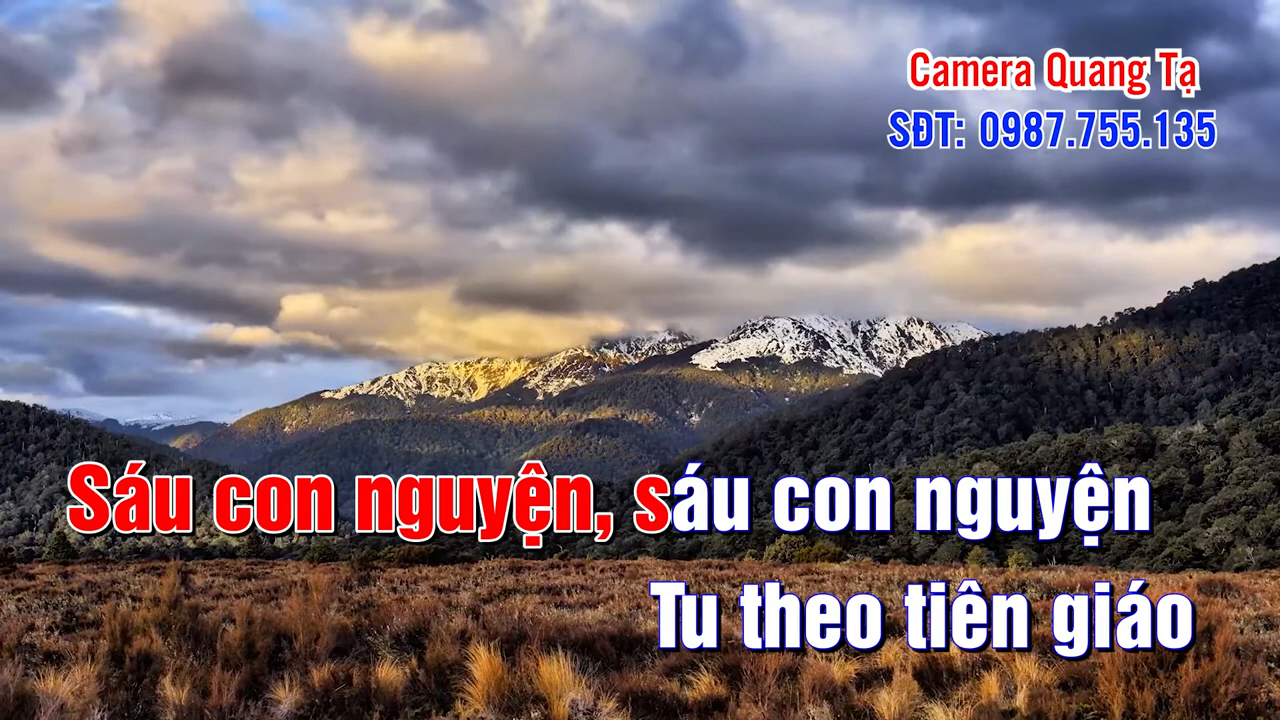 Camera Quang Tạ
SĐT: 0987.755.135
Sáu con nguyện, sáu con nguyện
Tu theo tiên giáo